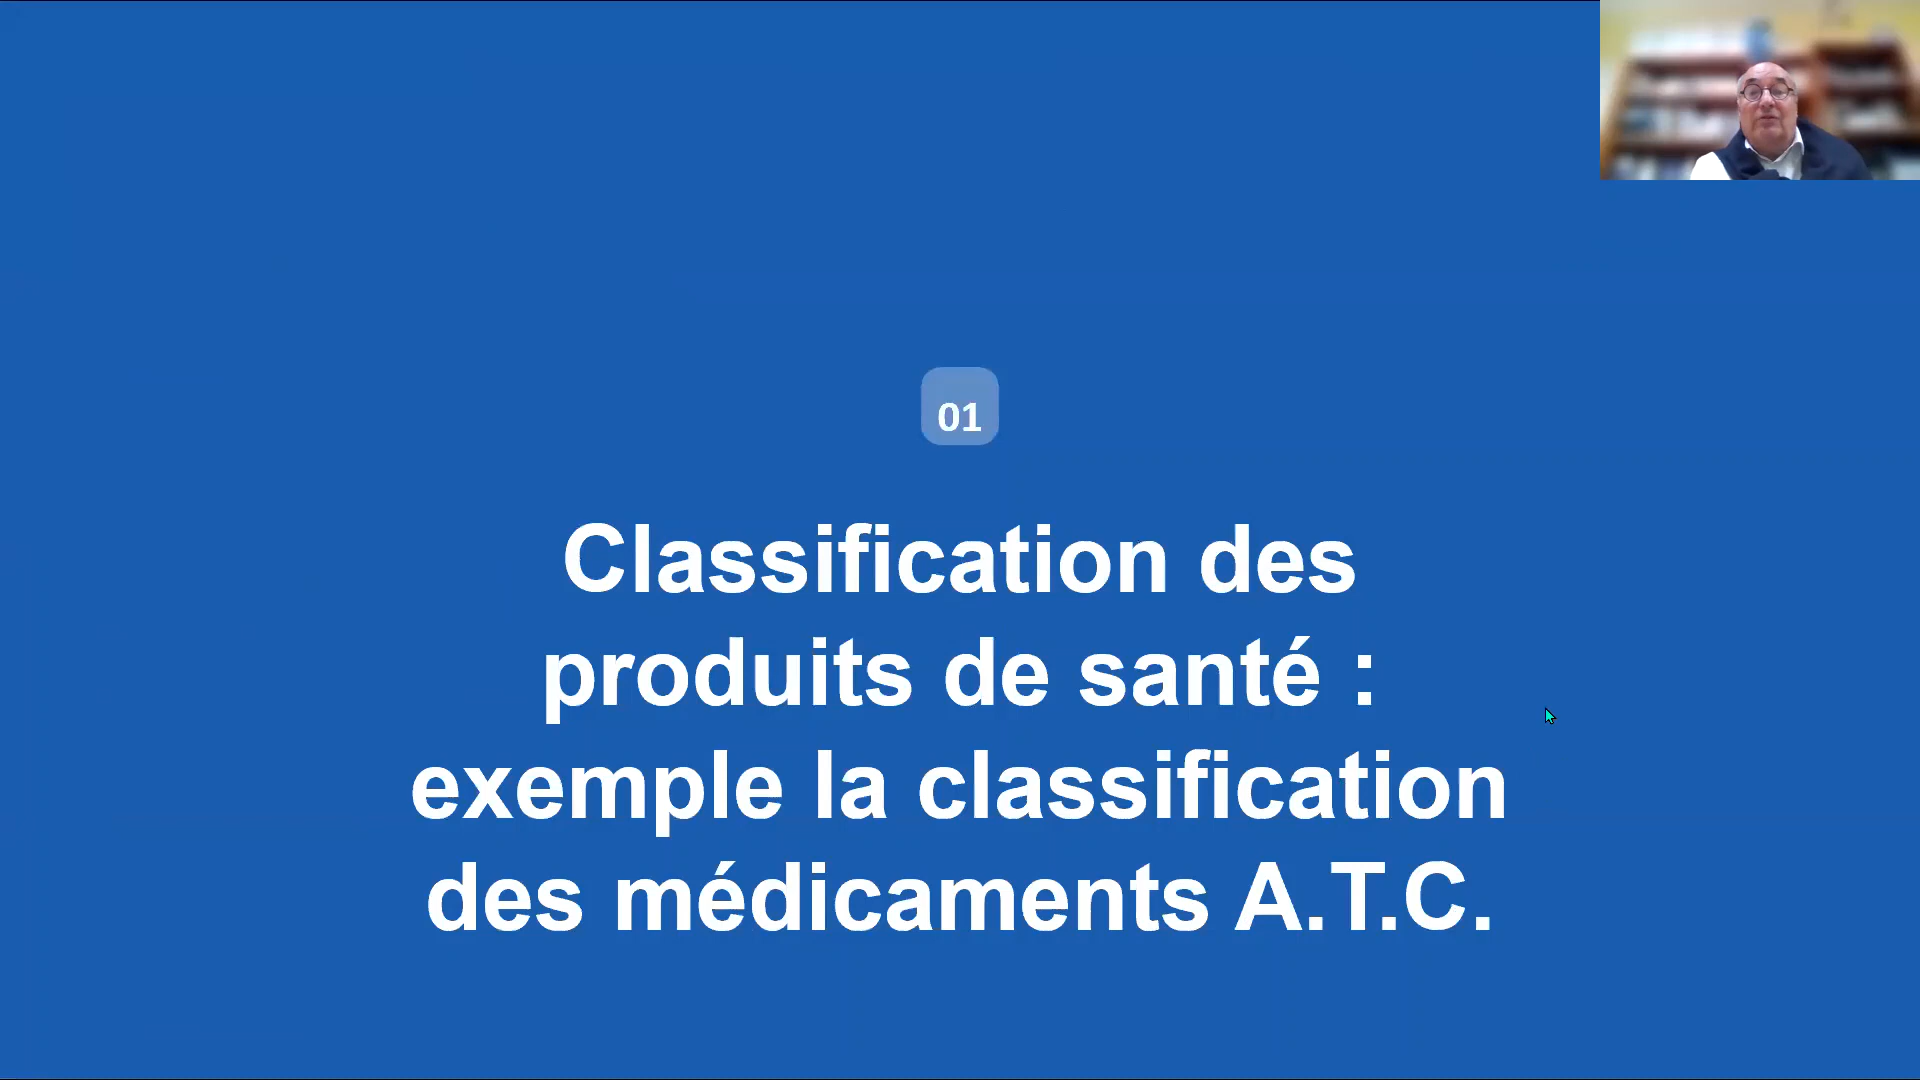 01
Classification des
produits de santé :
exemple la classification
des médicaments A.T.C.